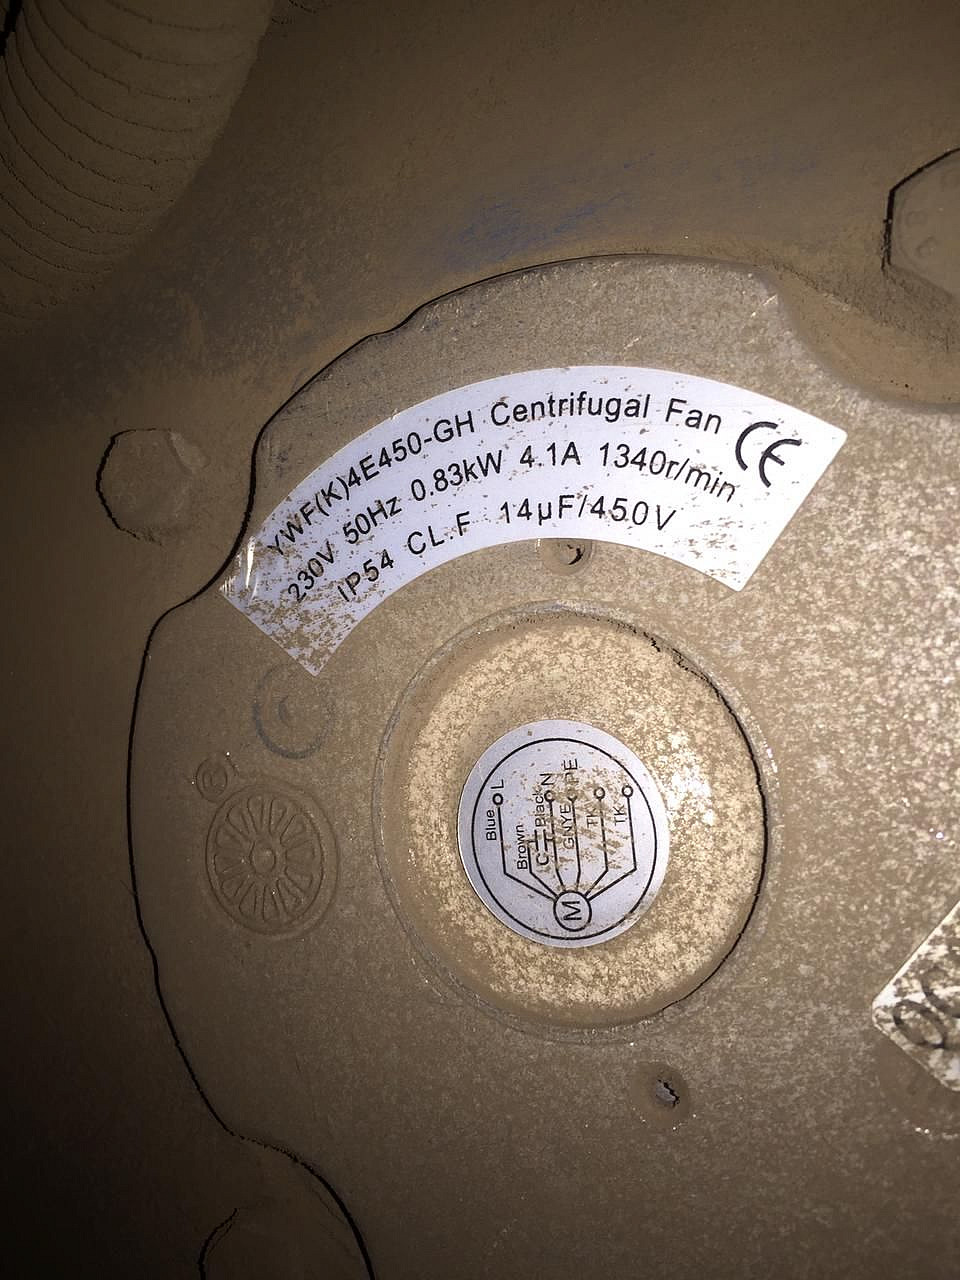 YWF(K)4E450-GH Centrifugal Fan CE
230V 50Hz 0.83kW 4.1A 1340r/min
IP54 CL.F 14µF/450V
Blue L
Brown
C
Black N
GNYE PE
TK
TK
M